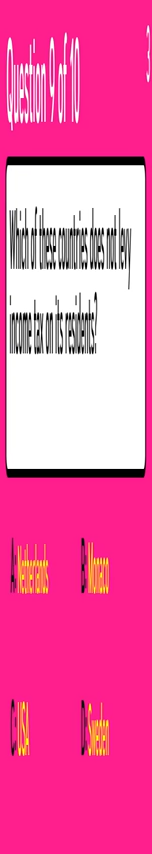 Question 9 of 10
3
Which of these countries does not levy
income tax on its residents?
A: Netherlands
B: Monaco
C: USA
D: Sweden